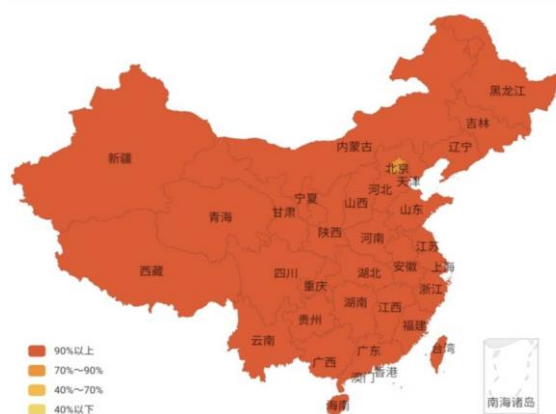 黑龙江
吉林
辽宁
内蒙古
新疆
北京
天津
河北
宁夏
山西
山东
甘肃
青海
陕西
河南
江苏
西藏
四川
湖北
安徽
上海
重庆
浙江
湖南
江西
贵州
福建
云南
台湾
广西
广东
香港
澳门
海南
南海诸岛
90%以上
70%~90%
40%~70%
40%以下